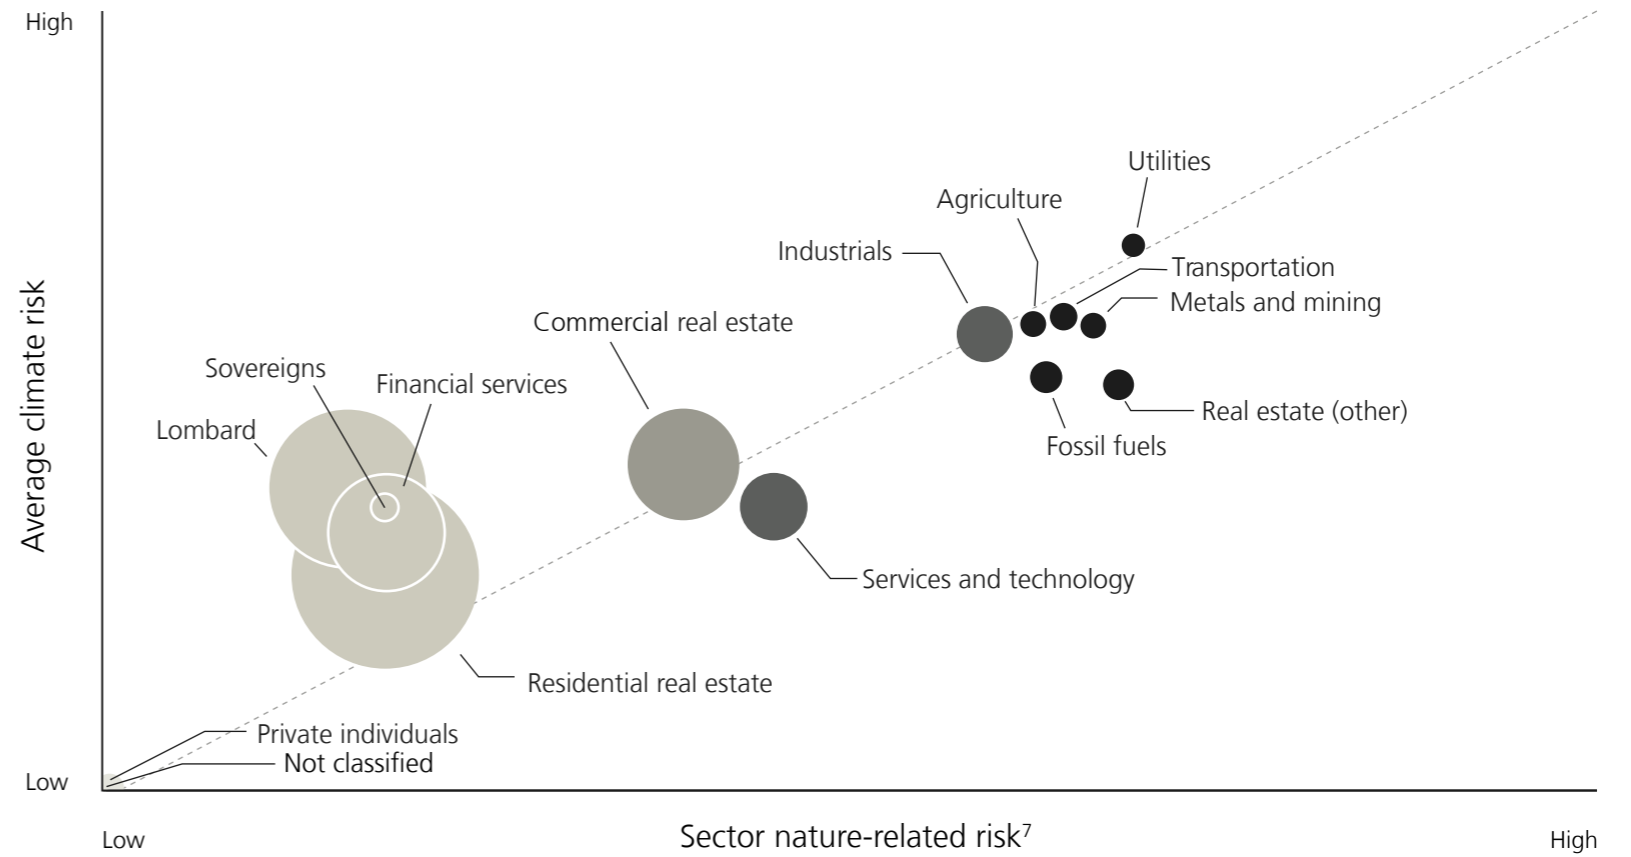 High
Utilities
Agriculture
Industrials
Transportation
Metals and mining
Commercial real estate
Sovereigns
Financial services
Lombard
Real estate (other)
Fossil fuels
Average climate risk
Services and technology
Residential real estate
Private individuals
Not classified
Low
Low
Sector nature-related risk⁷
High